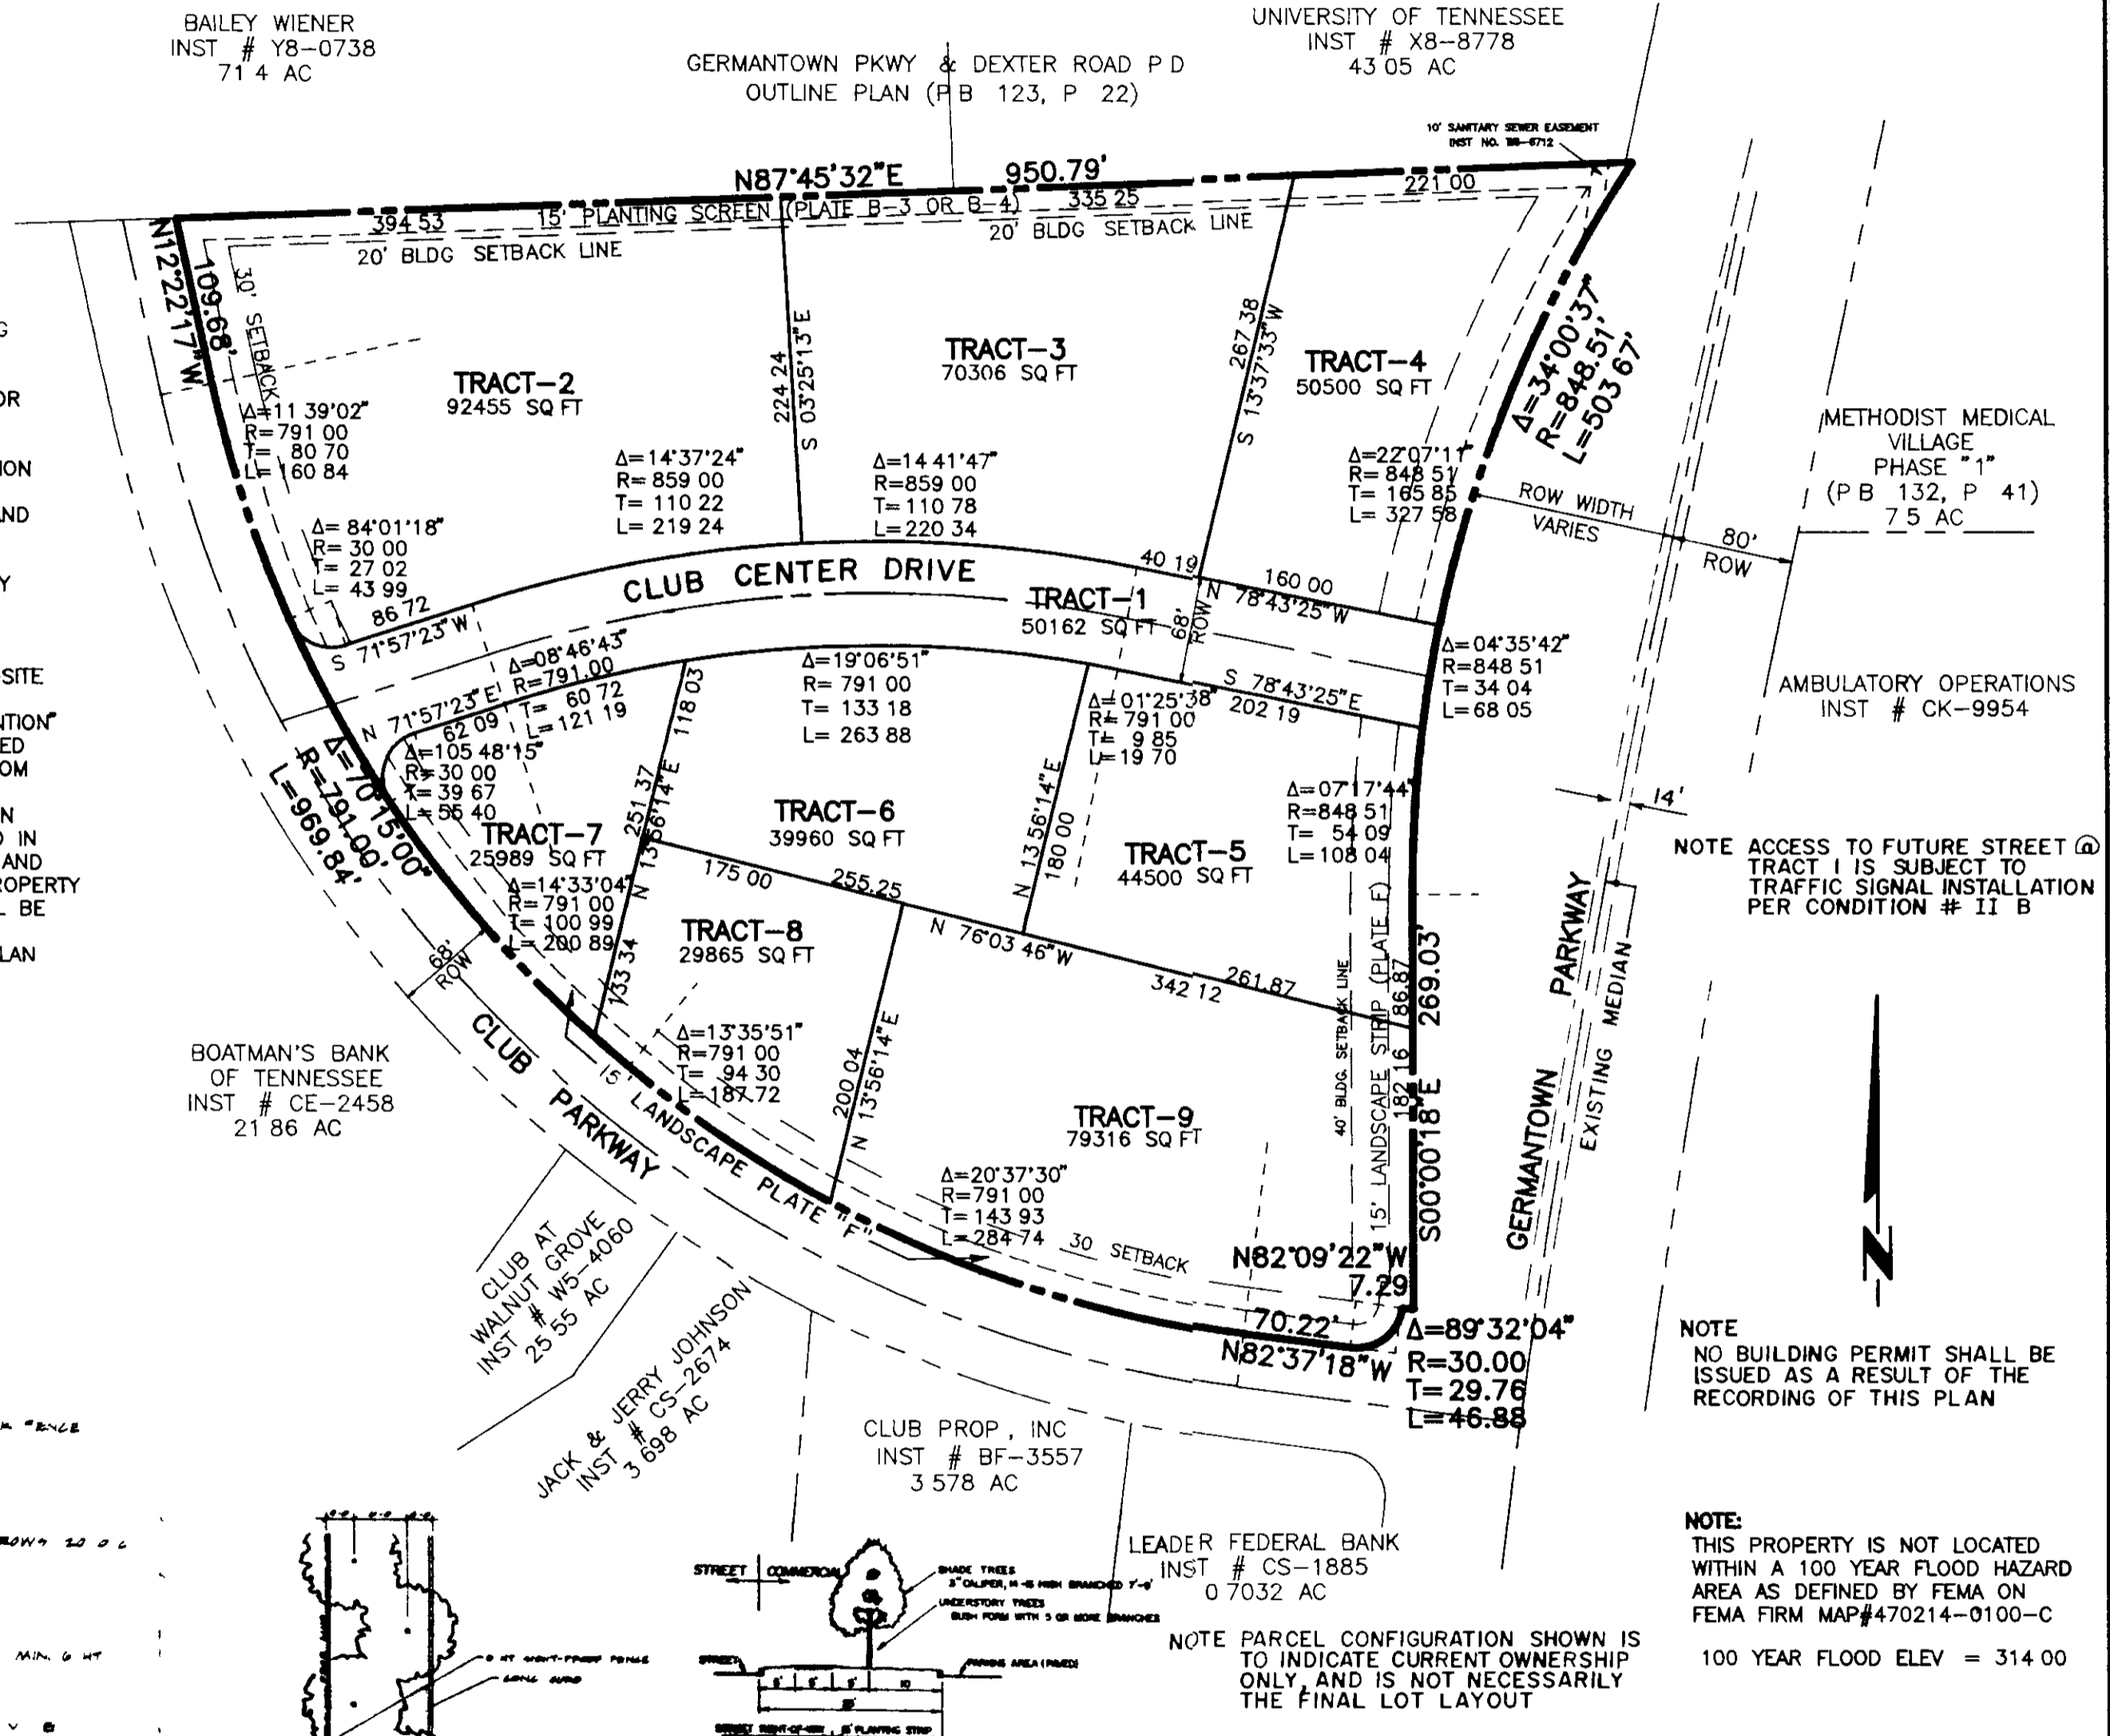 BAILEY WIENER
INST # Y8-0738
71 4 AC
GERMANTOWN PKWY & DEXTER ROAD P D
OUTLINE PLAN (P B 123, P 22)
UNIVERSITY OF TENNESSEE
INST # X8-8778
43 05 AC
10' SANITARY SEWER EASEMENT
N87°45'32"E 950.79'
394 53
15' PLANTING SCREEN (PLATE B-3 OR B-4)
335 25
221 00
20' BLDG SETBACK LINE
20' BLDG SETBACK LINE
N12°22'17"W
109.68'
30' SETBACK
TRACT-2
92455 SQ FT
224 24
S 03°25'13"E
TRACT-3
70306 SQ FT
267 38
S 13°37'33"W
TRACT-4
50500 SQ FT
Δ=34°00'37"
R=848.51'
L=503 67'
Δ=11 39'02"
R=791 00
T= 80 70
L=160 84
Δ=14°37'24"
R=859 00
T= 110 22
L= 219 24
Δ=14 41'47"
R=859 00
T=110 78
L=220 34
Δ=22°07'11"
R=848 51
T= 165 85
L= 327 58
METHODIST MEDICAL
VILLAGE
PHASE "1"
(P B 132, P 41)
7 5 AC
ROW WIDTH
VARIES
80'
ROW
Δ= 84°01'18"
R= 30 00
T= 27 02
L= 43 99
86 72
S 71°57'23"W
CLUB CENTER DRIVE
40 19
160 00
N 78°43'25"W
TRACT-1
50162 SQ FT
68'
ROW
Δ=04°35'42"
R=848 51
T=34 04
L=68 05
AMBULATORY OPERATIONS
INST # CK-9954
N 71°57'23"E
62 09
Δ=08°46'43"
R=791.00
T= 60 72
L=121 19
118 03
Δ=19°06'51"
R= 791 00
T= 133 18
L= 263 88
S 78°43'25"E
202 19
Δ=01°25'38"
R=791 00
T= 9 85
L=19 70
Δ=70°15'00"
R=791.00'
L=969.84'
Δ=105 48'15"
R=30 00
T=39 67
L=55 40
251 37
N 13°56'14"E
TRACT-7
25989 SQ FT
TRACT-6
39960 SQ FT
N 13°56'14"E
180 00
TRACT-5
44500 SQ FT
Δ=07°17'44"
R=848 51
T= 54 09
L=108 04
14'
NOTE ACCESS TO FUTURE STREET @
TRACT I IS SUBJECT TO
TRAFFIC SIGNAL INSTALLATION
PER CONDITION # II B
175 00
255.25
Δ=14°33'04"
R=791 00
T= 100 99
L= 200 89
133 34
TRACT-8
29865 SQ FT
N 76°03 46"W
342 12
261.87
68'
ROW
CLUB PARKWAY
15' LANDSCAPE PLATE "F"
BOATMAN'S BANK
OF TENNESSEE
INST # CE-2458
21 86 AC
Δ=13°35'51"
R=791 00
T= 94 30
L=187.72
200 04
N 13°56'14"E
TRACT-9
79316 SQ FT
40' BLDG. SETBACK LINE
15' LANDSCAPE STRIP (PLATE F)
182 16
86.87
S00°00'18"E 269.03'
GERMANTOWN PARKWAY
EXISTING MEDIAN
Δ=20°37'30"
R=791 00
T=143 93
L=284 74
30 SETBACK
N82°09'22"W
7.29
70.22'
N82°37'18"W
Δ=89°32'04"
R=30.00
T=29.76
L=46.88
N
CLUB AT
WALNUT GROVE
INST # W5-4060
25 55 AC
JACK & JERRY JOHNSON
INST # CS-2674
3 698 AC
CLUB PROP , INC
INST # BF-3557
3 578 AC
LEADER FEDERAL BANK
INST # CS-1885
0 7032 AC
NOTE
NO BUILDING PERMIT SHALL BE
ISSUED AS A RESULT OF THE
RECORDING OF THIS PLAN
NOTE:
THIS PROPERTY IS NOT LOCATED
WITHIN A 100 YEAR FLOOD HAZARD
AREA AS DEFINED BY FEMA ON
FEMA FIRM MAP#470214-0100-C
100 YEAR FLOOD ELEV = 314 00
NOTE PARCEL CONFIGURATION SHOWN IS
TO INDICATE CURRENT OWNERSHIP
ONLY, AND IS NOT NECESSARILY
THE FINAL LOT LAYOUT
STREET COMMERCIAL
SHADE TREES
UNDERSTORY TREES
BUSH FORM WITH 3 OR MORE BRANCHES
STREET
PARKING AREA (PAVED)
MIN. 6 HT